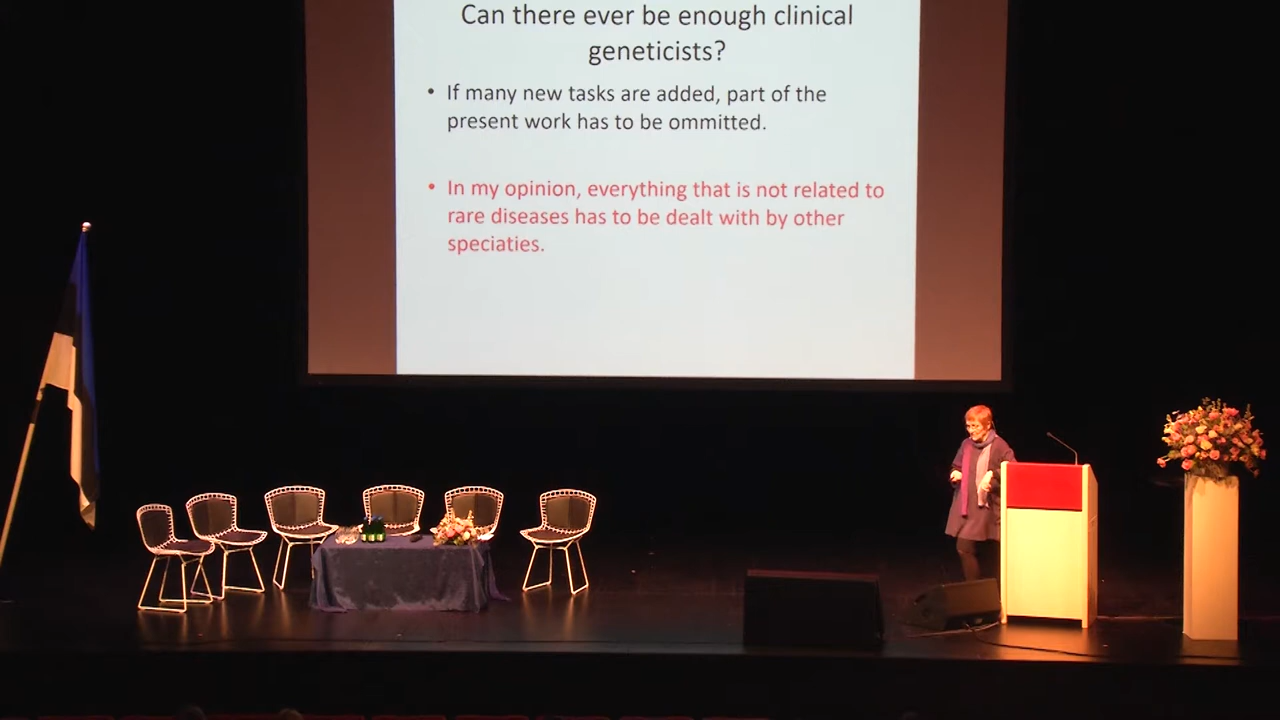 Can there ever be enough clinical
geneticists?
• If many new tasks are added, part of the
present work has to be ommitted.
• In my opinion, everything that is not related to
rare diseases has to be dealt with by other
speciaties.